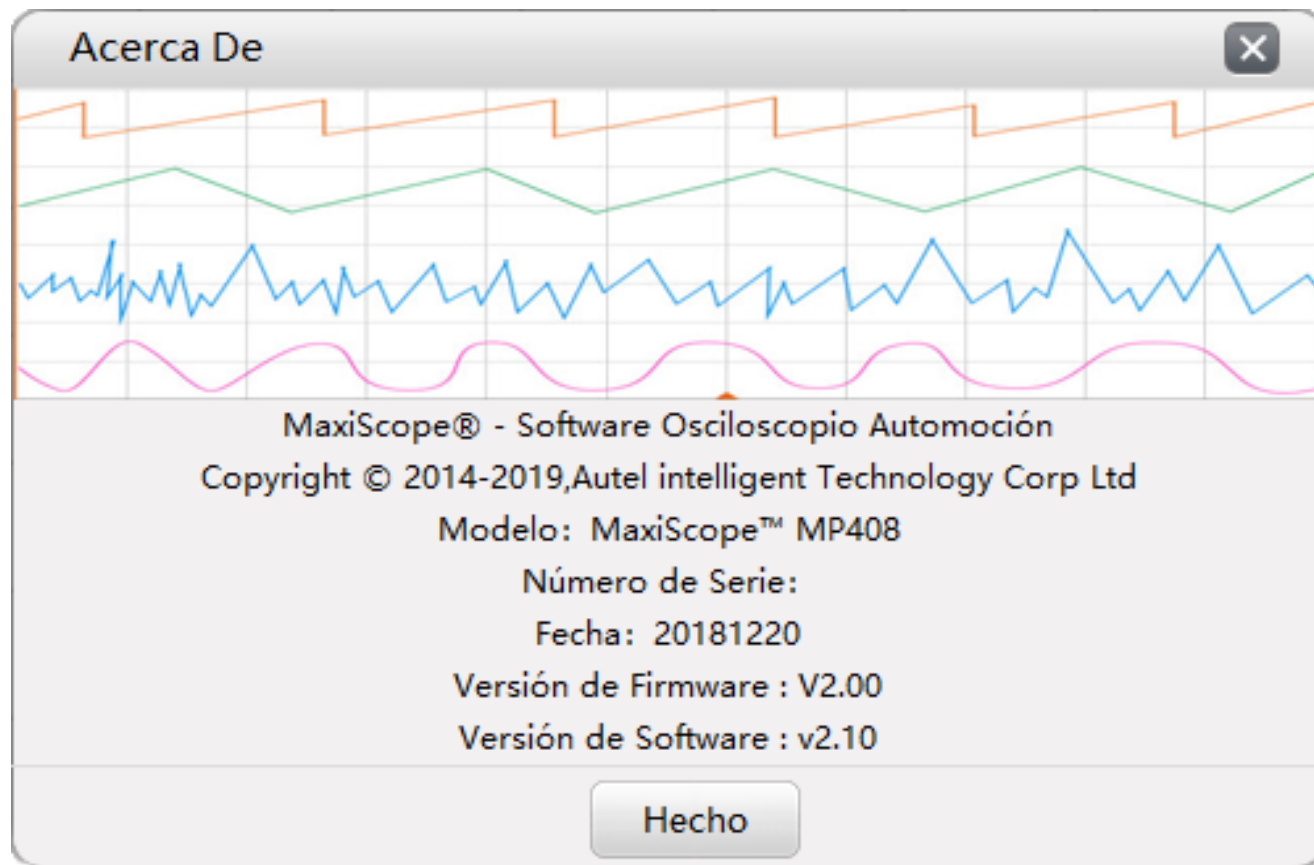 Acerca De
MaxiScope® - Software Osciloscopio Automoción
Copyright © 2014-2019,Autel intelligent Technology Corp Ltd
Modelo: MaxiScope™ MP408
Número de Serie:
Fecha: 20181220
Versión de Firmware : V2.00
Versión de Software : v2.10
Hecho